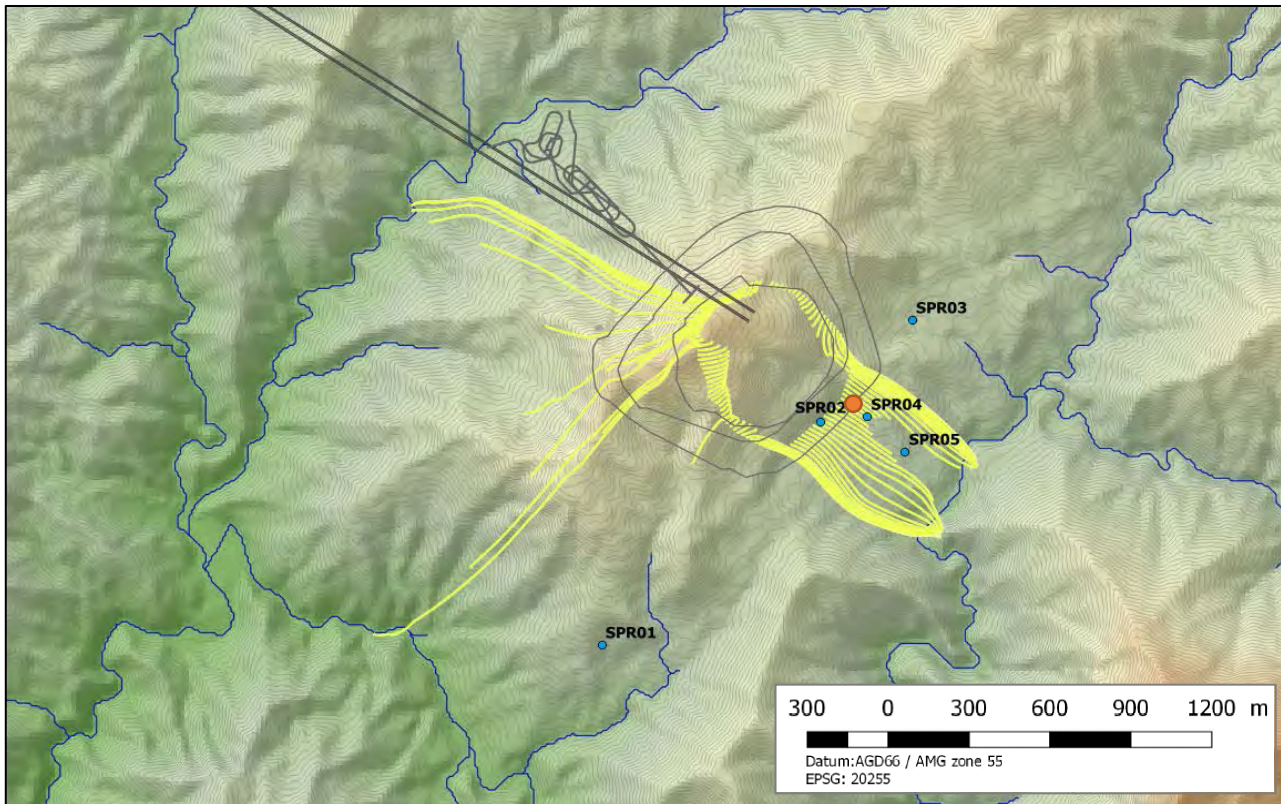 SPR03
SPR02
SPR04
SPR05
SPR01
300 0 300 600 900 1200 m
Datum:AGD66 / AMG zone 55
EPSG: 20255